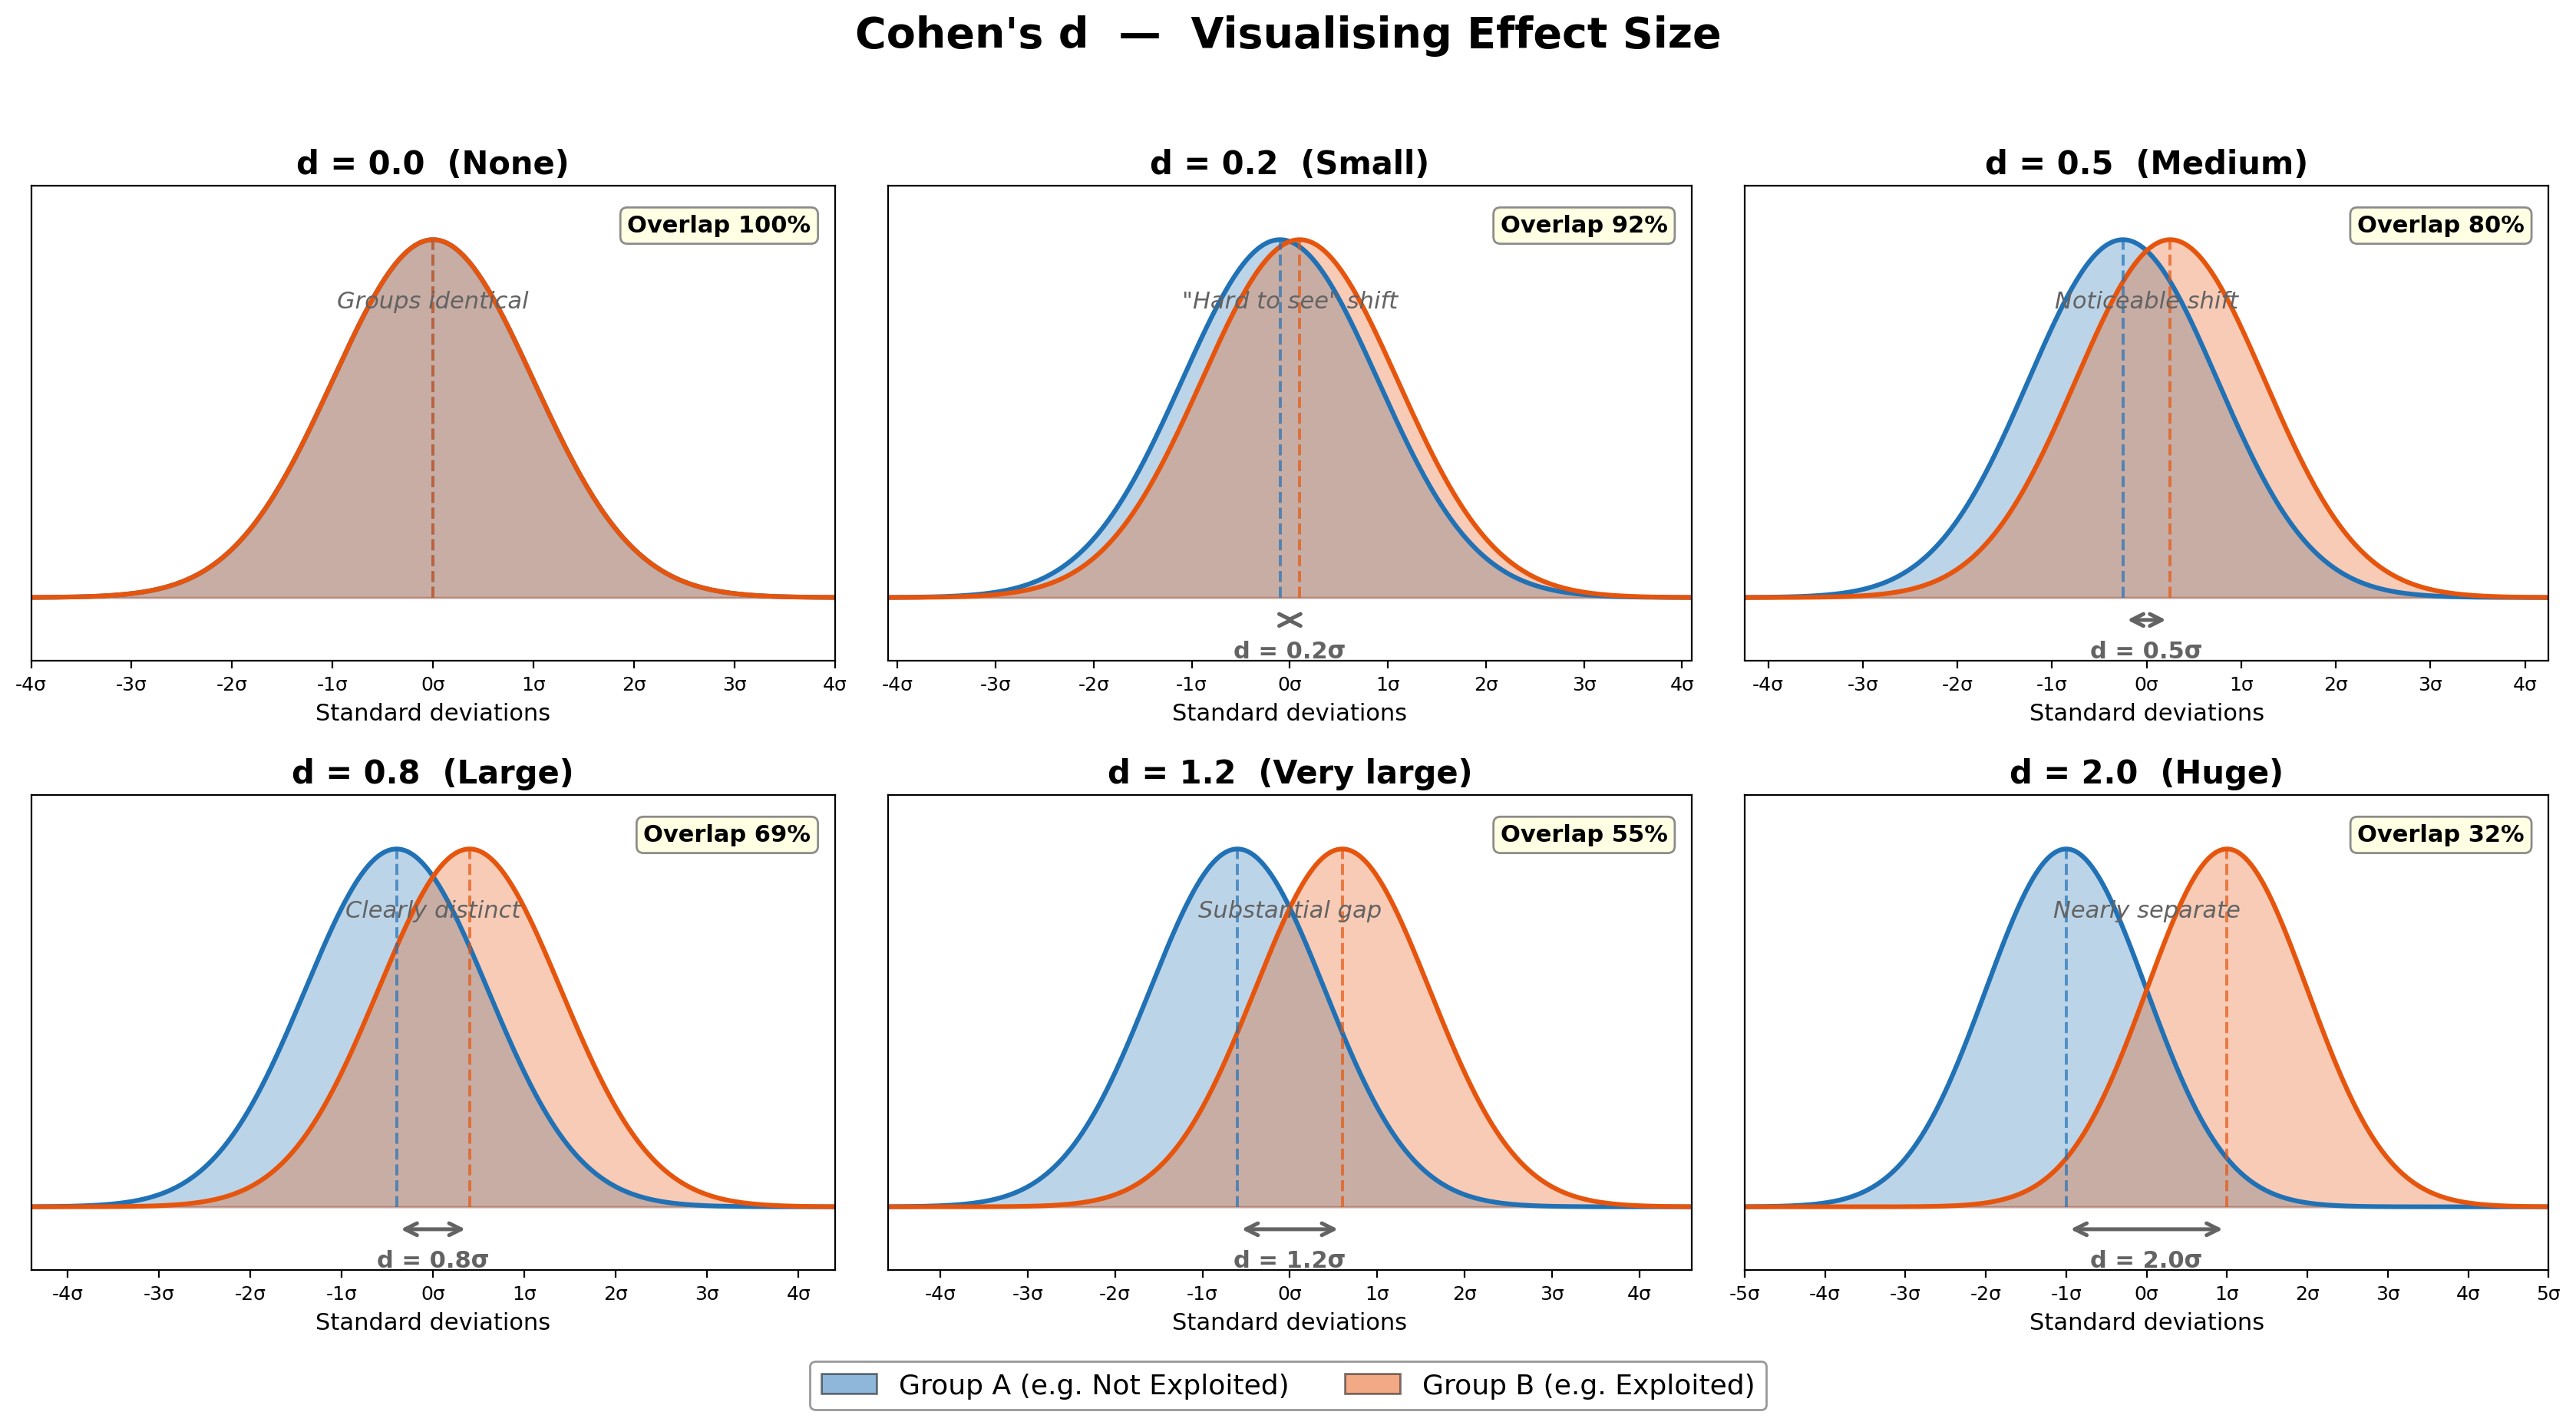 Cohen's d — Visualising Effect Size
d = 0.0 (None)
Overlap 100%
Groups identical
-4σ -3σ -2σ -1σ 0σ 1σ 2σ 3σ 4σ
Standard deviations
d = 0.2 (Small)
Overlap 92%
"Hard to see" shift
d = 0.2σ
-4σ -3σ -2σ -1σ 0σ 1σ 2σ 3σ 4σ
Standard deviations
d = 0.5 (Medium)
Overlap 80%
Noticeable shift
d = 0.5σ
-4σ -3σ -2σ -1σ 0σ 1σ 2σ 3σ 4σ
Standard deviations
d = 0.8 (Large)
Overlap 69%
Clearly distinct
d = 0.8σ
-4σ -3σ -2σ -1σ 0σ 1σ 2σ 3σ 4σ
Standard deviations
d = 1.2 (Very large)
Overlap 55%
Substantial gap
d = 1.2σ
-4σ -3σ -2σ -1σ 0σ 1σ 2σ 3σ 4σ
Standard deviations
d = 2.0 (Huge)
Overlap 32%
Nearly separate
d = 2.0σ
-5σ -4σ -3σ -2σ -1σ 0σ 1σ 2σ 3σ 4σ 5σ
Standard deviations
Group A (e.g. Not Exploited)
Group B (e.g. Exploited)